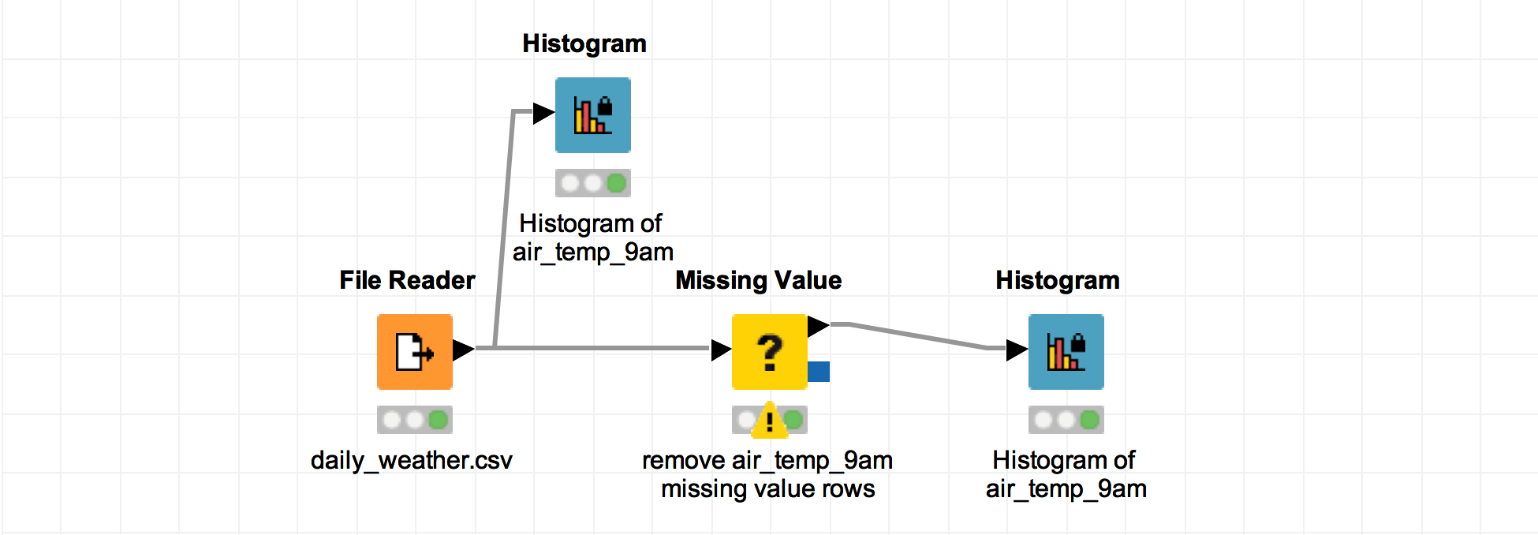 Histogram
Histogram of
air_temp_9am
File Reader
Missing Value
Histogram
?
!
daily_weather.csv
remove air_temp_9am
missing value rows
Histogram of
air_temp_9am